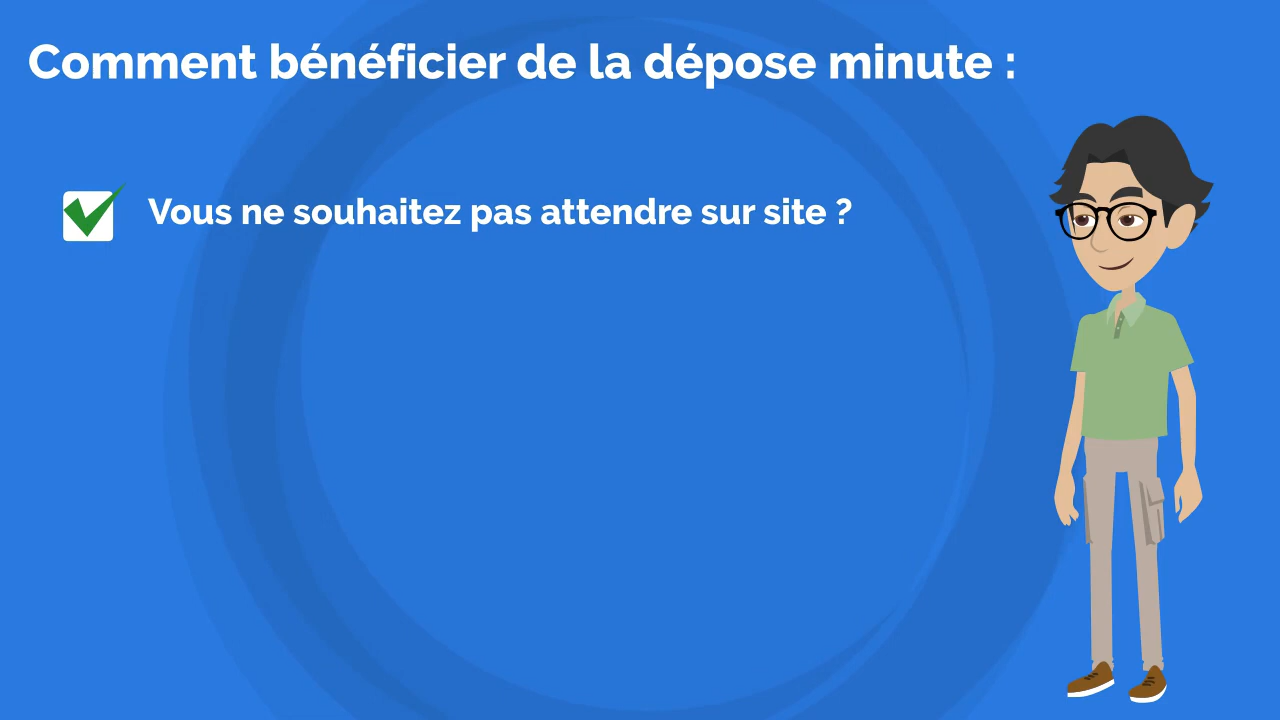 Comment bénéficier de la dépose minute :
Vous ne souhaitez pas attendre sur site ?